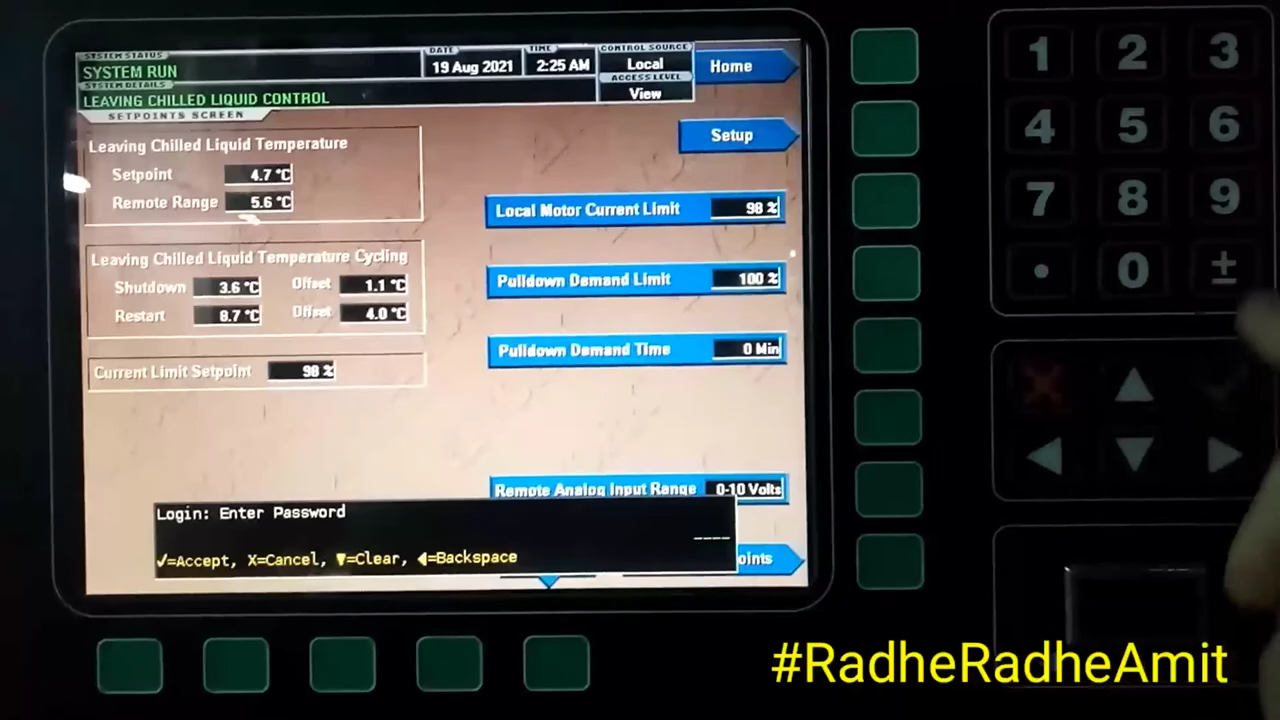 SYSTEM STATUS
SYSTEM RUN
SYSTEM DETAILS
LEAVING CHILLED LIQUID CONTROL
DATE
19 Aug 2021
TIME
2:25 AM
CONTROL SOURCE
Local
ACCESS LEVEL
View
Home
SETPOINTS SCREEN
Setup
Leaving Chilled Liquid Temperature
Setpoint 4.7 °C
Remote Range 5.6 °C
Leaving Chilled Liquid Temperature Cycling
Shutdown 3.6 °C Offset 1.1 °C
Restart 8.7 °C Offset 4.0 °C
Current Limit Setpoint 98 %
Local Motor Current Limit 98 %
Pulldown Demand Limit 100 %
Pulldown Demand Time 0 Min
Remote Analog Input Range 0-10 Volts
oints
Login: Enter Password
____
✓=Accept, X=Cancel, ▼=Clear, ◄=Backspace
1 2 3
4 5 6
7 8 9
• 0 ±
#RadheRadheAmit